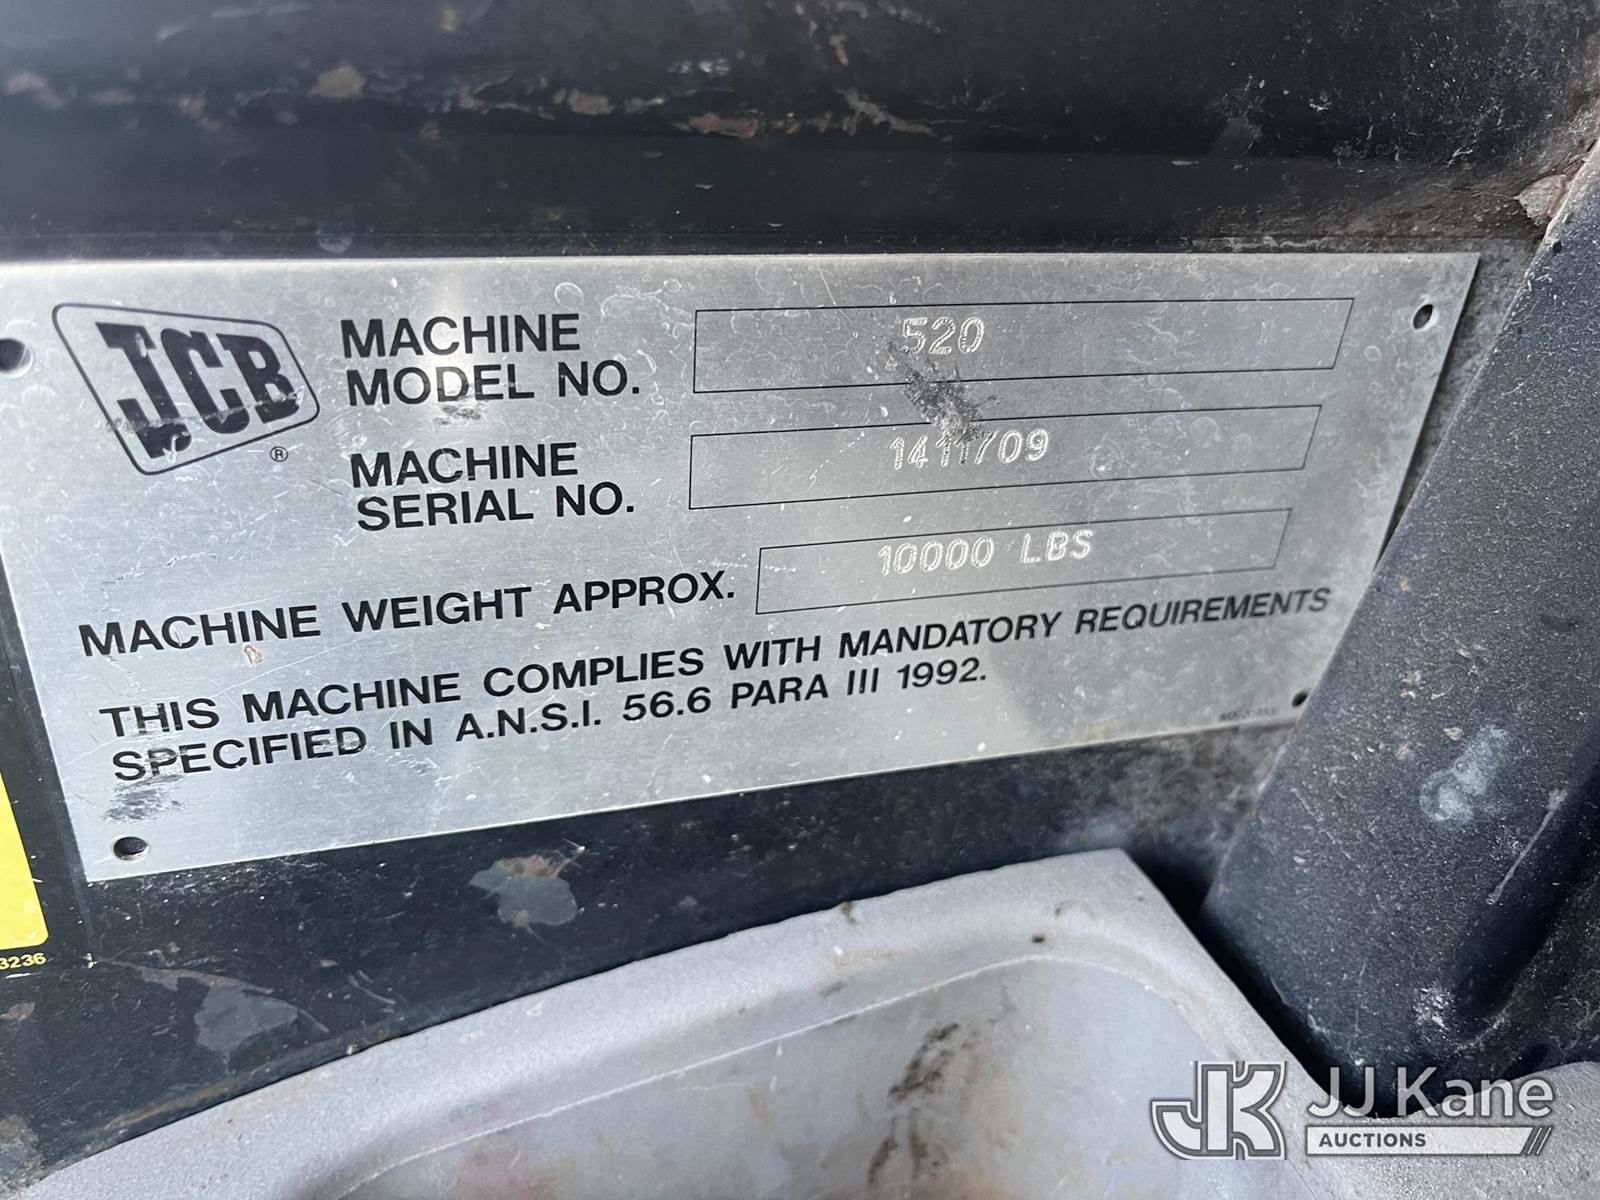 JCB
®
MACHINE
MODEL NO.
520
MACHINE
SERIAL NO.
1411709
MACHINE WEIGHT APPROX.
10000 LBS
THIS MACHINE COMPLIES WITH MANDATORY REQUIREMENTS
SPECIFIED IN A.N.S.I. 56.6 PARA III 1992.
3236
JK
JJ Kane
AUCTIONS